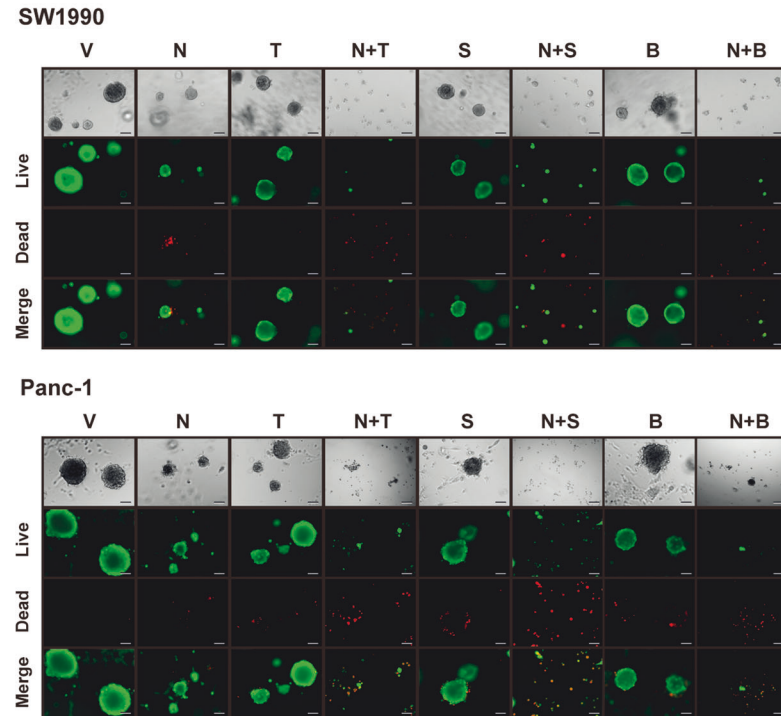 SW1990
V N T N+T S N+S B N+B
Live
Dead
Merge
Panc-1
V N T N+T S N+S B N+B
Live
Dead
Merge